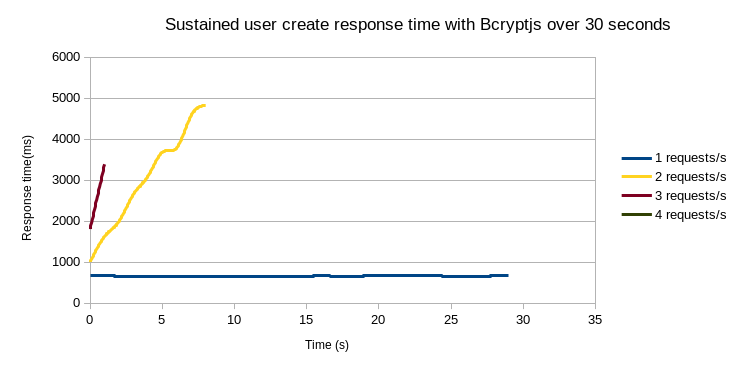 Sustained user create response time with Bcryptjs over 30 seconds
6000
5000
4000
3000
2000
1000
0
Response time(ms)
0 5 10 15 20 25 30 35
Time (s)
1 requests/s
2 requests/s
3 requests/s
4 requests/s